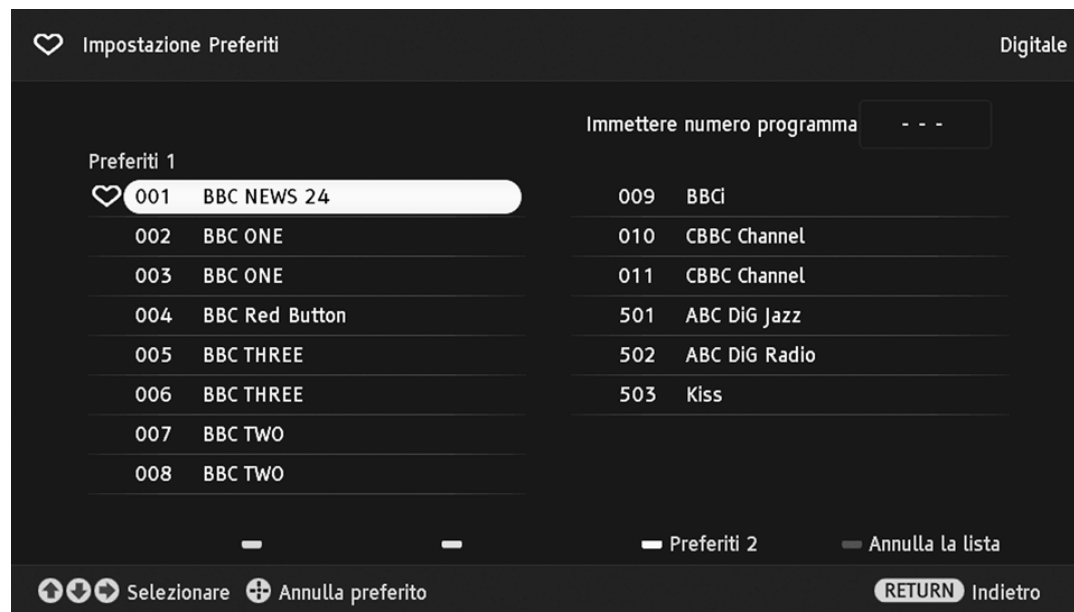 Impostazione Preferiti
Digitale
Immettere numero programma - - -
Preferiti 1
001 BBC NEWS 24
002 BBC ONE
003 BBC ONE
004 BBC Red Button
005 BBC THREE
006 BBC THREE
007 BBC TWO
008 BBC TWO
009 BBCi
010 CBBC Channel
011 CBBC Channel
501 ABC DiG Jazz
502 ABC DiG Radio
503 Kiss
Preferiti 2
Annulla la lista
Selezionare Annulla preferito
RETURN Indietro